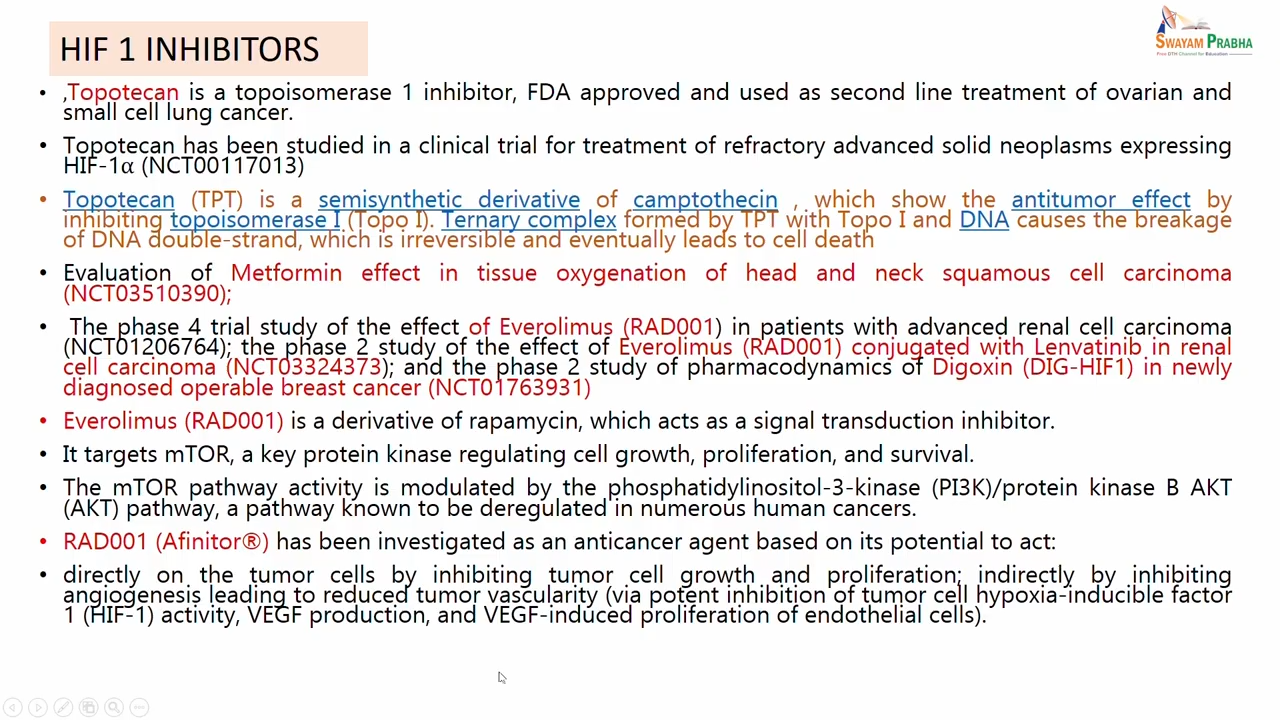 HIF 1 INHIBITORS
SWAYAM PRABHA
Free DTH Channel for Education
• ,Topotecan is a topoisomerase 1 inhibitor, FDA approved and used as second line treatment of ovarian and
small cell lung cancer.
• Topotecan has been studied in a clinical trial for treatment of refractory advanced solid neoplasms expressing
HIF-1α (NCT00117013)
• Topotecan (TPT) is a semisynthetic derivative of camptothecin , which show the antitumor effect by
inhibiting topoisomerase I (Topo I). Ternary complex formed by TPT with Topo I and DNA causes the breakage
of DNA double-strand, which is irreversible and eventually leads to cell death
• Evaluation of Metformin effect in tissue oxygenation of head and neck squamous cell carcinoma
(NCT03510390);
• The phase 4 trial study of the effect of Everolimus (RAD001) in patients with advanced renal cell carcinoma
(NCT01206764); the phase 2 study of the effect of Everolimus (RAD001) conjugated with Lenvatinib in renal
cell carcinoma (NCT03324373); and the phase 2 study of pharmacodynamics of Digoxin (DIG-HIF1) in newly
diagnosed operable breast cancer (NCT01763931)
• Everolimus (RAD001) is a derivative of rapamycin, which acts as a signal transduction inhibitor.
• It targets mTOR, a key protein kinase regulating cell growth, proliferation, and survival.
• The mTOR pathway activity is modulated by the phosphatidylinositol-3-kinase (PI3K)/protein kinase B AKT
(AKT) pathway, a pathway known to be deregulated in numerous human cancers.
• RAD001 (Afinitor®) has been investigated as an anticancer agent based on its potential to act:
• directly on the tumor cells by inhibiting tumor cell growth and proliferation; indirectly by inhibiting
angiogenesis leading to reduced tumor vascularity (via potent inhibition of tumor cell hypoxia-inducible factor
1 (HIF-1) activity, VEGF production, and VEGF-induced proliferation of endothelial cells).